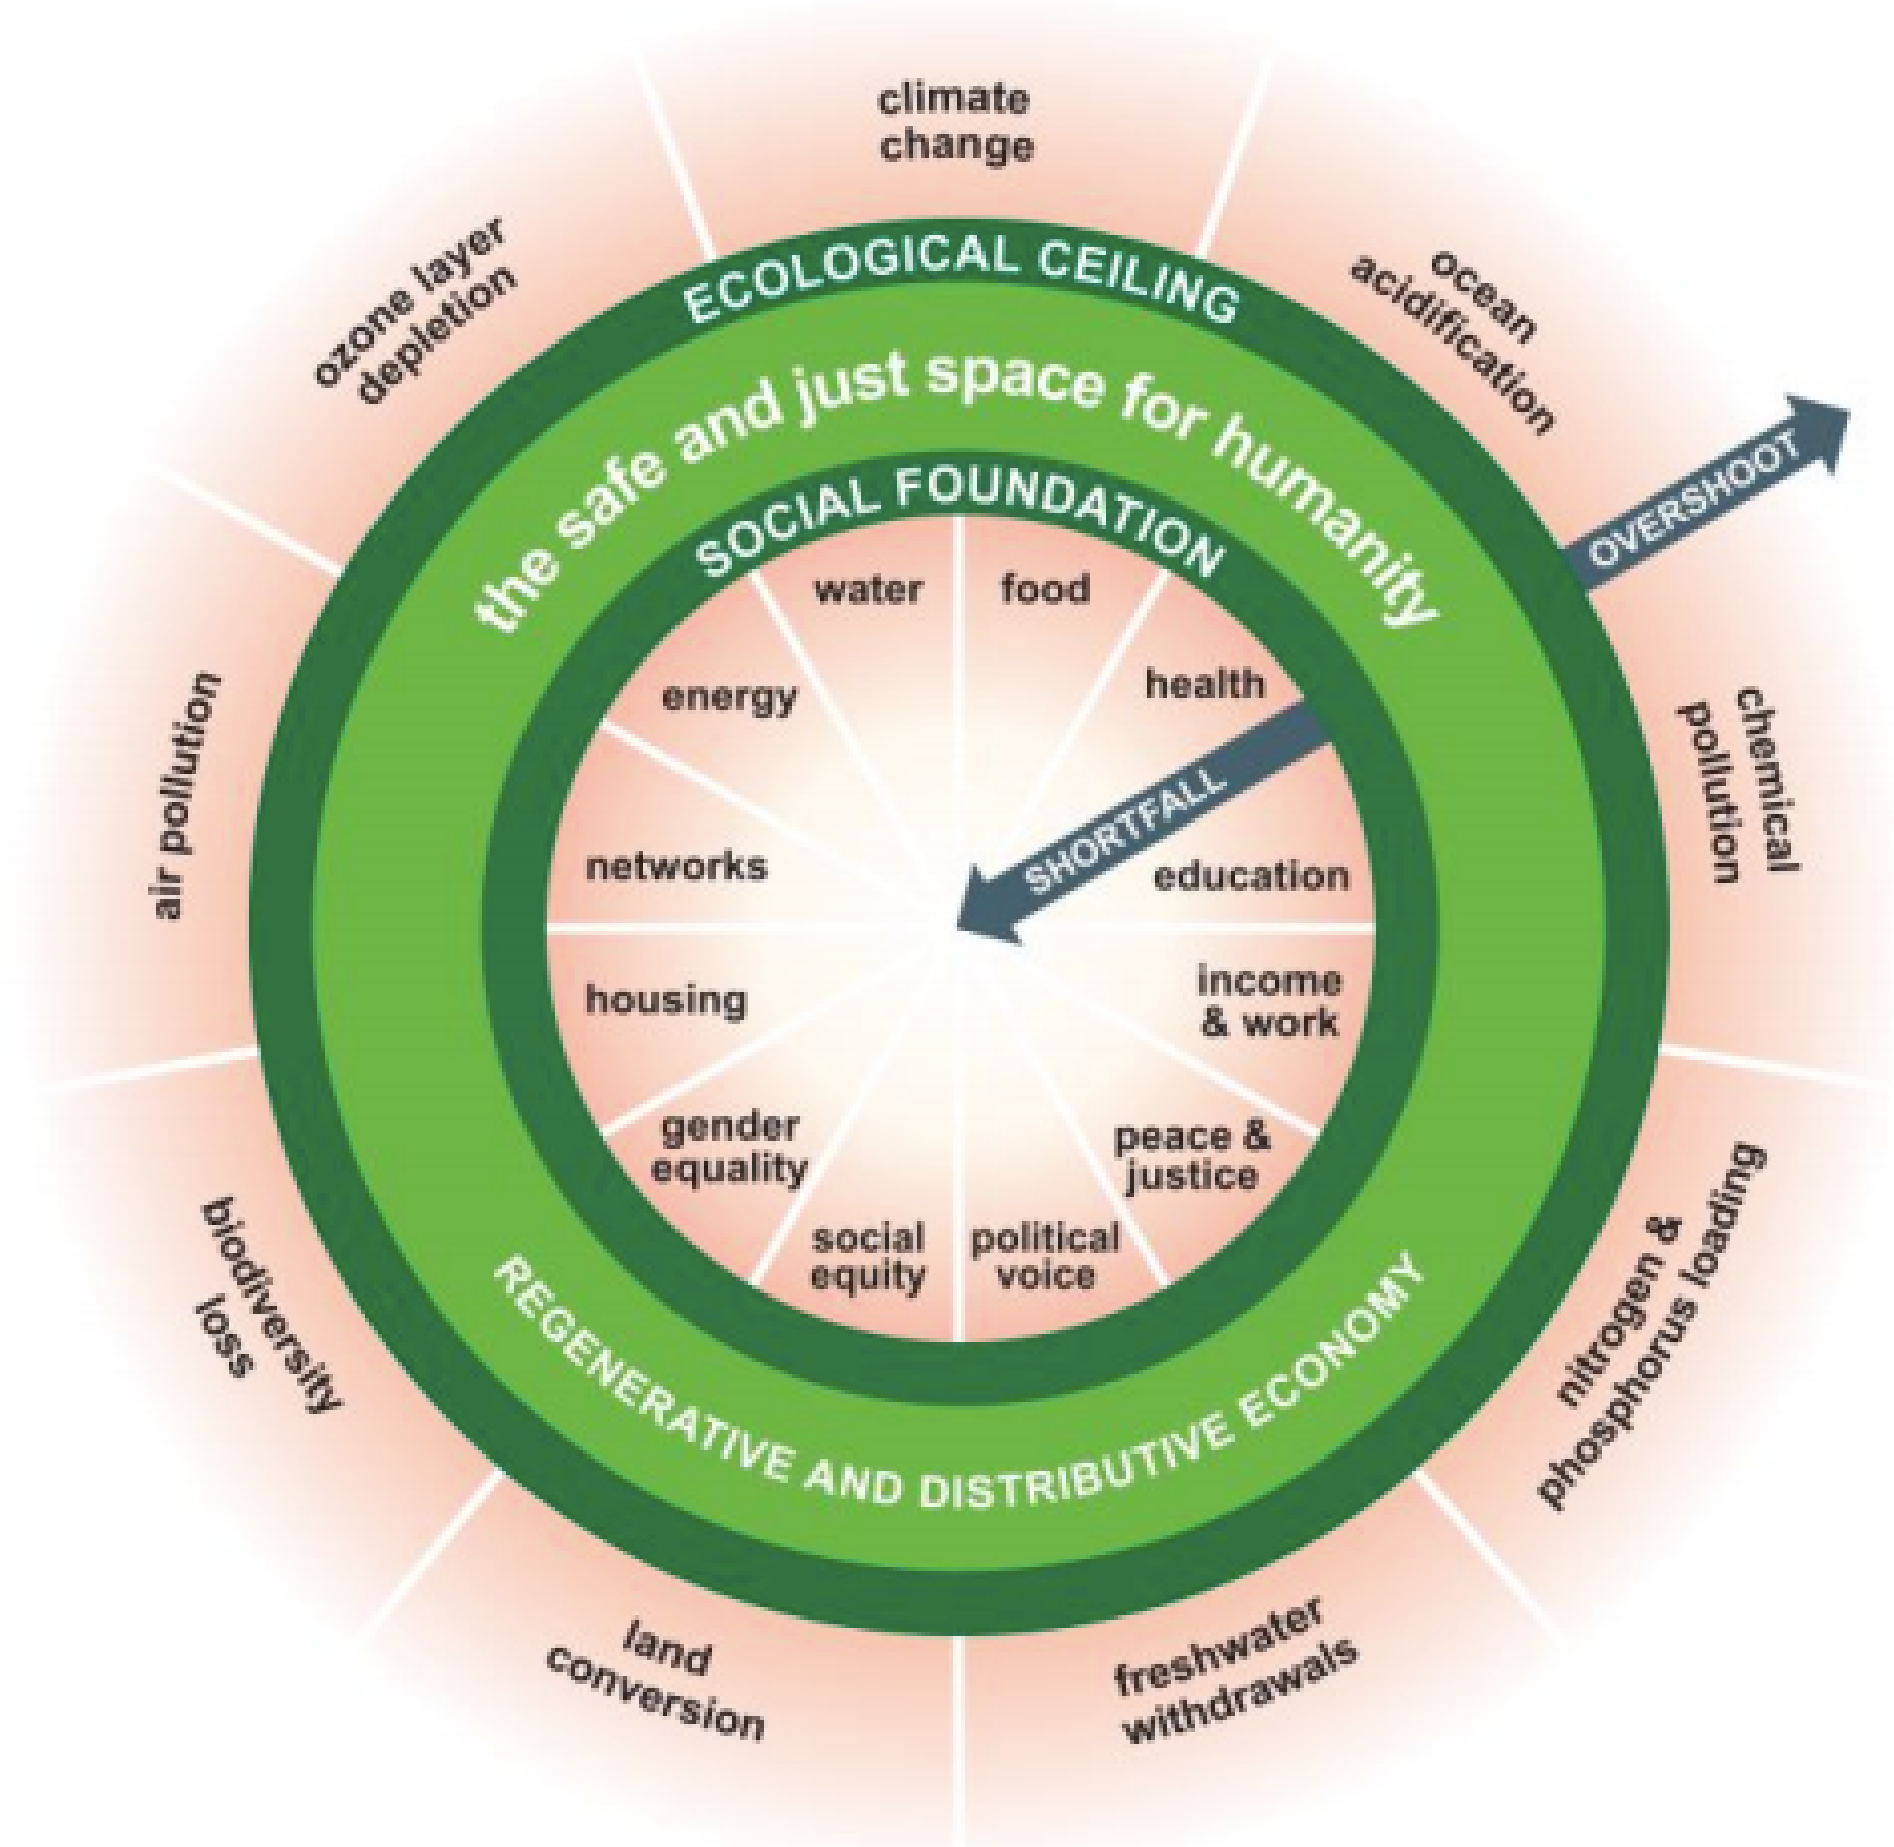 climate
change
ocean
acidification
OVERSHOOT
chemical
pollution
nitrogen &
phosphorus loading
freshwater
withdrawals
land
conversion
biodiversity
loss
air pollution
ozone layer
depletion
ECOLOGICAL CEILING
the safe and just space for humanity
SOCIAL FOUNDATION
water
food
health
SHORTFALL
education
income
& work
peace &
justice
political
voice
social
equity
gender
equality
housing
networks
energy
REGENERATIVE AND DISTRIBUTIVE ECONOMY